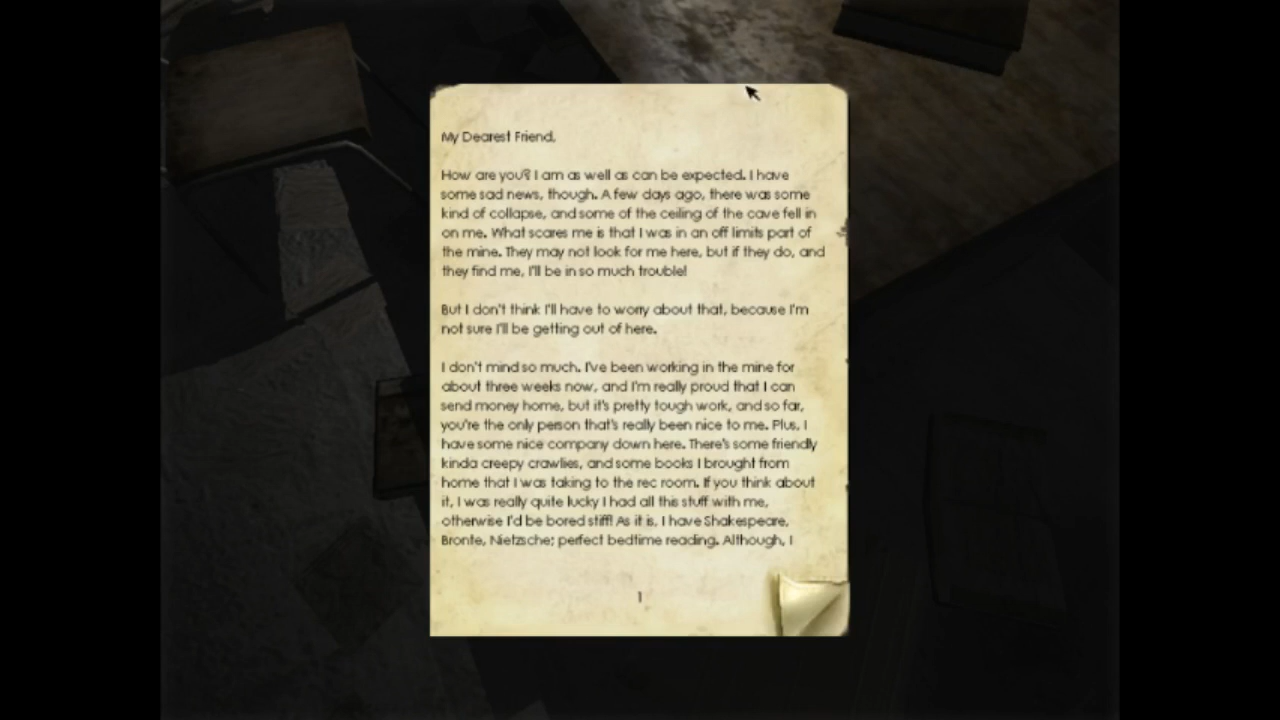 My Dearest Friend,
How are you? I am as well as can be expected. I have
some sad news, though. A few days ago, there was some
kind of collapse, and some of the ceiling of the cave fell in
on me. What scares me is that I was in an off limits part of
the mine. They may not look for me here, but if they do, and
they find me, I'll be in so much trouble!
But I don't think I'll have to worry about that, because I'm
not sure I'll be getting out of here.
I don't mind so much. I've been working in the mine for
about three weeks now, and I'm really proud that I can
send money home, but it's pretty tough work, and so far,
you're the only person that's really been nice to me. Plus, I
have some nice company down here. There's some friendly
kinda creepy crawlies, and some books I brought from
home that I was taking to the rec room. If you think about
it, I was really quite lucky I had all this stuff with me,
otherwise I'd be bored stiff! As it is, I have Shakespeare,
Bronte, Nietzsche; perfect bedtime reading. Although, I
1